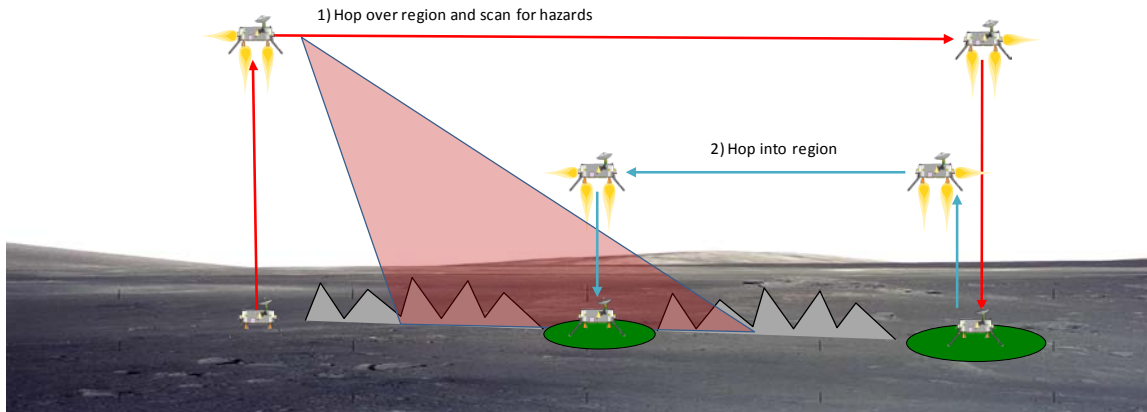 1) Hop over region and scan for hazards
2) Hop into region